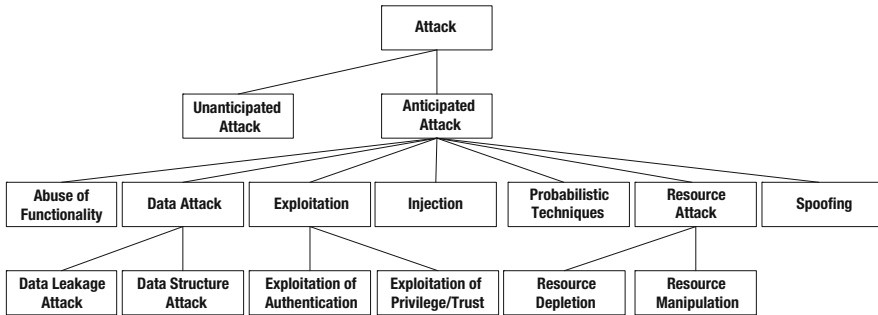 Attack
Unanticipated
Attack
Anticipated
Attack
Abuse of
Functionality
Data Attack
Exploitation
Injection
Probabilistic
Techniques
Resource
Attack
Spoofing
Data Leakage
Attack
Data Structure
Attack
Exploitation of
Authentication
Exploitation of
Privilege/Trust
Resource
Depletion
Resource
Manipulation